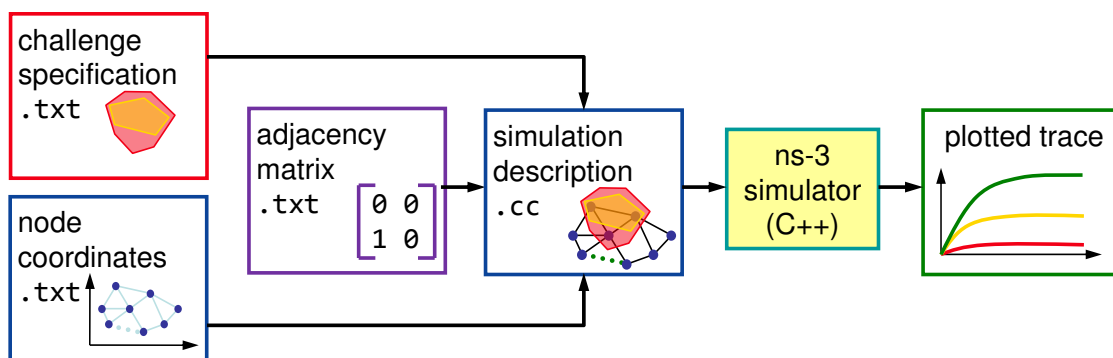 challenge
specification
.txt
adjacency
matrix
.txt
0 0
1 0
node
coordinates
.txt
simulation
description
.cc
ns-3
simulator
(C++)
plotted trace